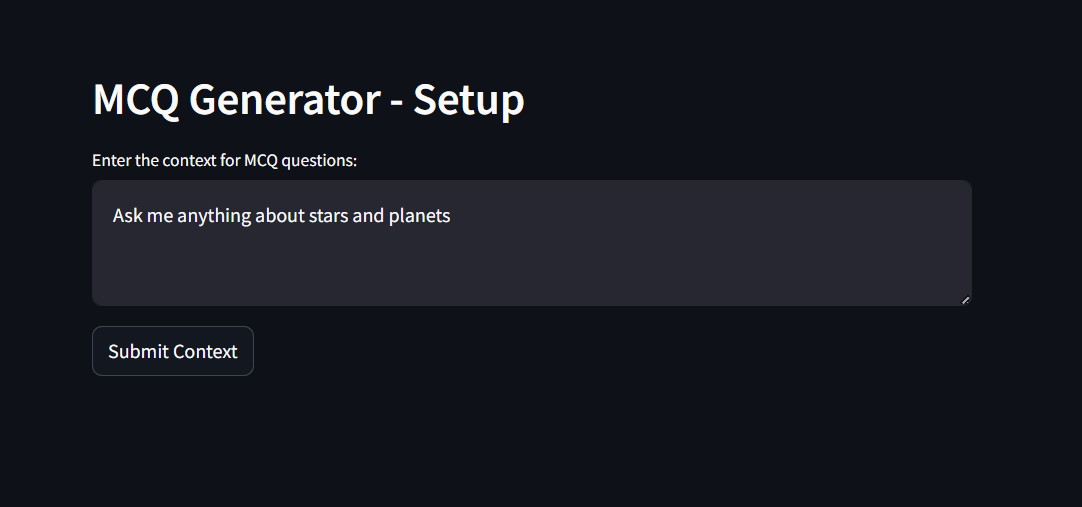 MCQ Generator - Setup
Enter the context for MCQ questions:
Ask me anything about stars and planets
Submit Context